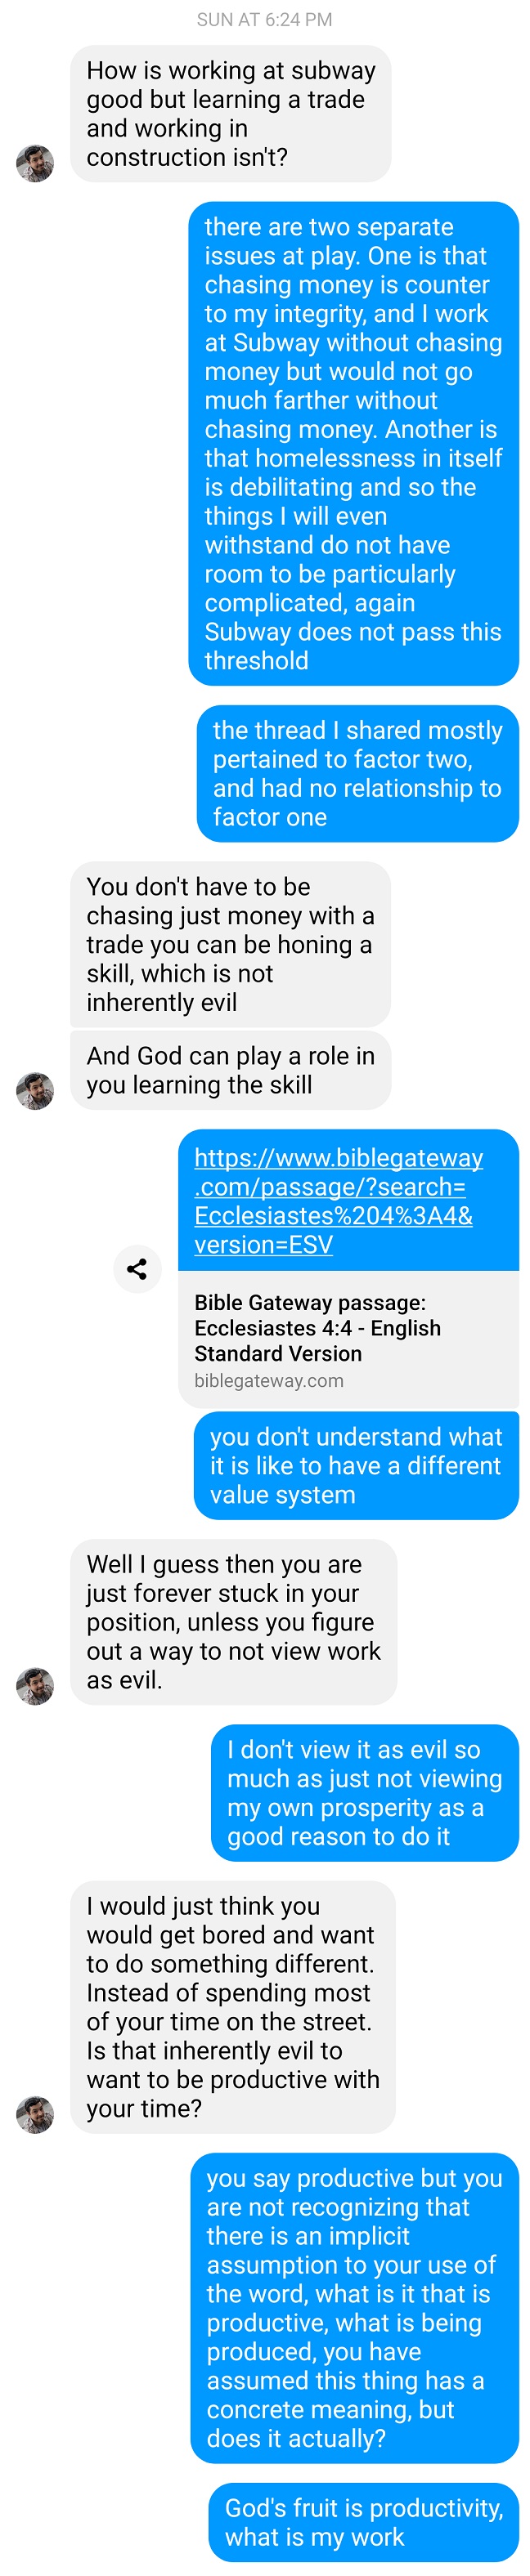 SUN AT 6:24 PM
How is working at subway
good but learning a trade
and working in
construction isn't?
there are two separate
issues at play. One is that
chasing money is counter
to my integrity, and I work
at Subway without chasing
money but would not go
much farther without
chasing money. Another is
that homelessness in itself
is debilitating and so the
things I will even
withstand do not have
room to be particularly
complicated, again
Subway does not pass this
threshold
the thread I shared mostly
pertained to factor two,
and had no relationship to
factor one
You don't have to be
chasing just money with a
trade you can be honing a
skill, which is not
inherently evil
And God can play a role in
you learning the skill
https://www.biblegateway
.com/passage/?search=
Ecclesiastes%204%3A4&
version=ESV
Bible Gateway passage:
Ecclesiastes 4:4 - English
Standard Version
biblegateway.com
you don't understand what
it is like to have a different
value system
Well I guess then you are
just forever stuck in your
position, unless you figure
out a way to not view work
as evil.
I don't view it as evil so
much as just not viewing
my own prosperity as a
good reason to do it
I would just think you
would get bored and want
to do something different.
Instead of spending most
of your time on the street.
Is that inherently evil to
want to be productive with
your time?
you say productive but you
are not recognizing that
there is an implicit
assumption to your use of
the word, what is it that is
productive, what is being
produced, you have
assumed this thing has a
concrete meaning, but
does it actually?
God's fruit is productivity,
what is my work